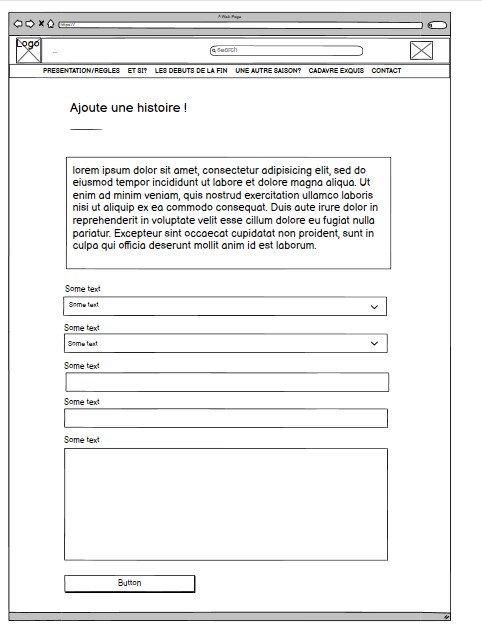 A Web Page
https://
Logo
search
PRESENTATION/REGLES ET SI? LES DEBUTS DE LA FIN UNE AUTRE SAISON? CADAVRE EXQUIS CONTACT
Ajoute une histoire !
lorem ipsum dolor sit amet, consectetur adipisicing elit, sed do
eiusmod tempor incididunt ut labore et dolore magna aliqua. Ut
enim ad minim veniam, quis nostrud exercitation ullamco laboris
nisi ut aliquip ex ea commodo consequat. Duis aute irure dolor in
reprehenderit in voluptate velit esse cillum dolore eu fugiat nulla
pariatur. Excepteur sint occaecat cupidatat non proident, sunt in
culpa qui officia deserunt mollit anim id est laborum.
Some text
Some text
Some text
Some text
Some text
Some text
Some text
Button